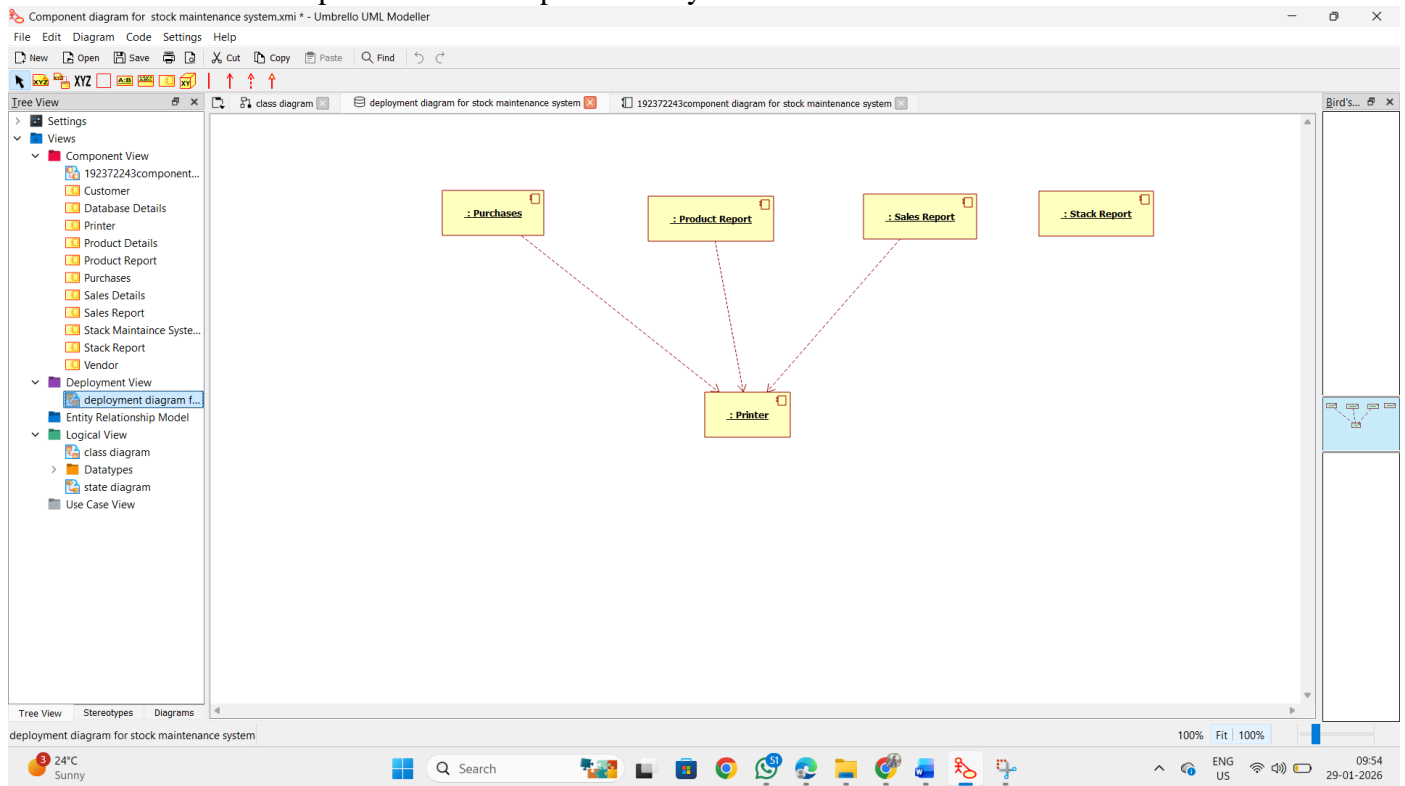 Component diagram for stock maintenance system.xmi * - Umbrello UML Modeller
File Edit Diagram Code Settings Help
New Open Save Cut Copy Paste Find
XYZ XYZ A:B XY
Tree View
class diagram
deployment diagram for stock maintenance system
192372243component diagram for stock maintenance system
Bird's...
Settings
Views
Component View
192372243component...
Customer
Database Details
Printer
Product Details
Product Report
Purchases
Sales Details
Sales Report
Stack Maintaince Syste...
Stack Report
Vendor
Deployment View
deployment diagram f...
Entity Relationship Model
Logical View
class diagram
Datatypes
state diagram
Use Case View
: Purchases
: Product Report
: Sales Report
: Stack Report
: Printer
Tree View Stereotypes Diagrams
deployment diagram for stock maintenance system
100% Fit 100%
3
24°C
Sunny
Search
51
ENG
US
09:54
29-01-2026